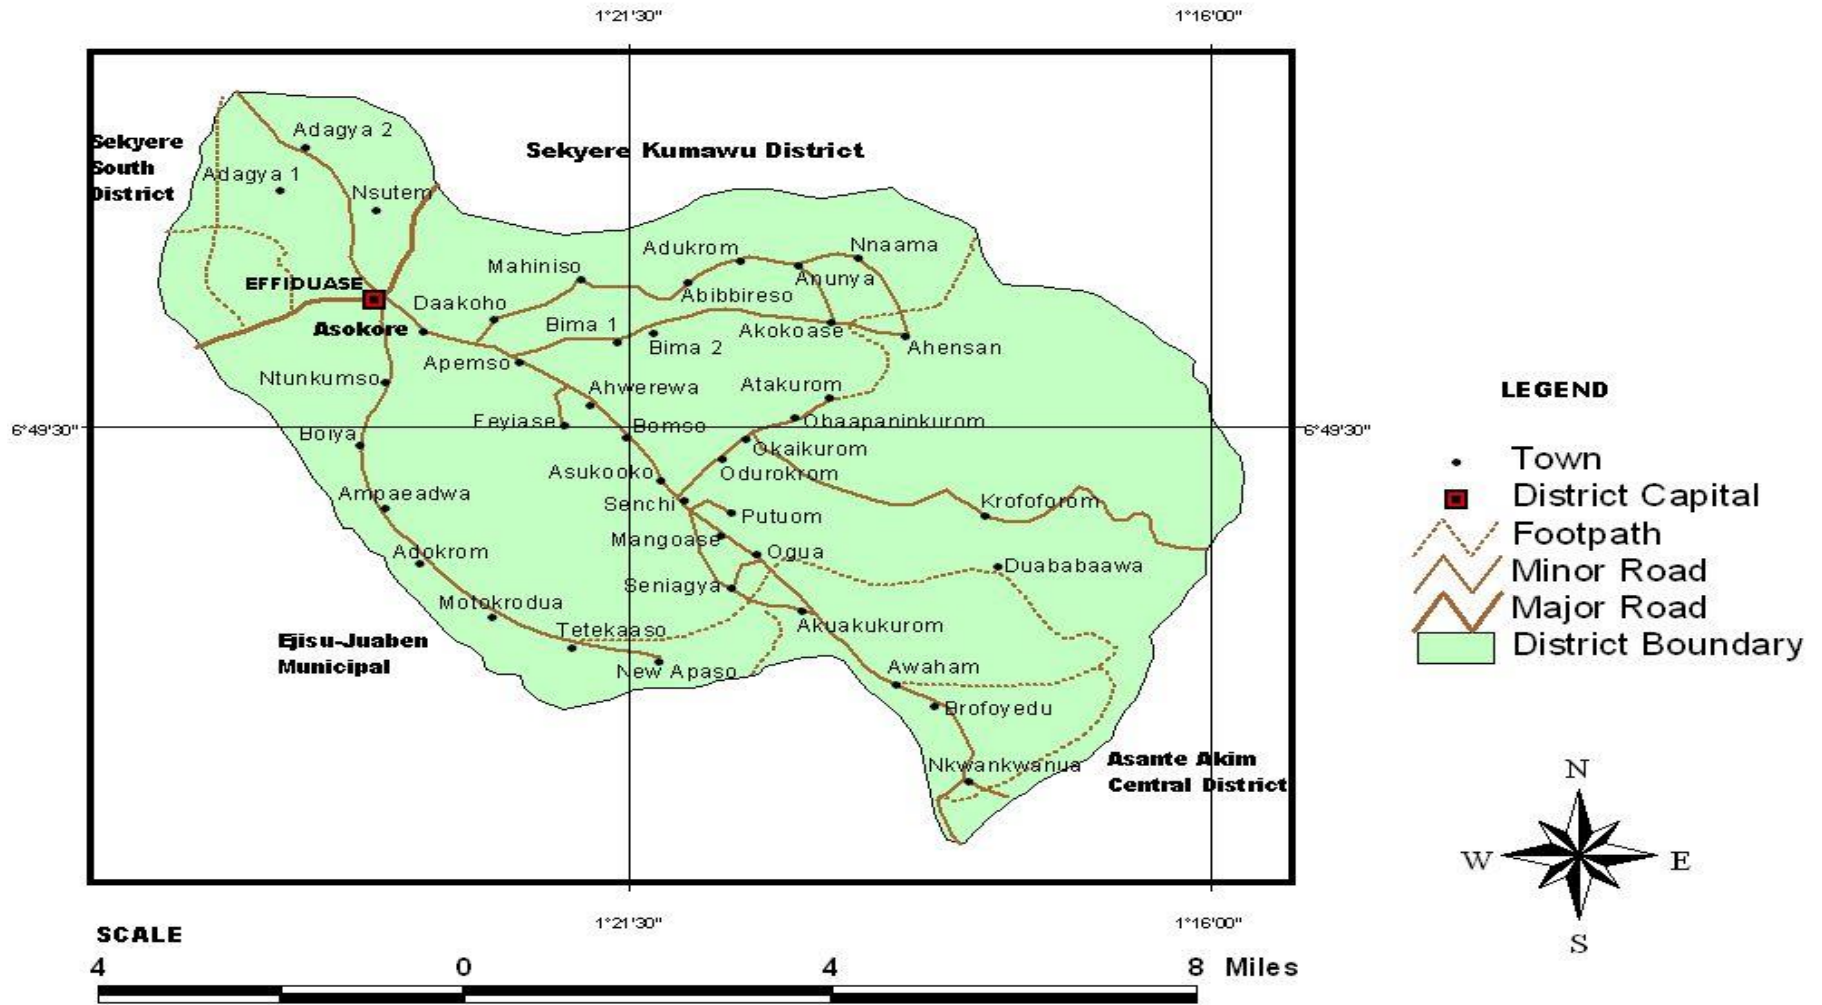 1°21'30"
1°16'00"
Adagya 2
Sekyere
South
District
Sekyere Kumawu District
Adagya 1
Nsutem
Adukrom
Nnaama
Mahiniso
Anunya
EFFIDUASE
Abibbireso
Daakoho
Asokore
Bima 1
Akokoase
Bima 2
Ahensan
Apemso
Ntunkumso
Ahwerewa
Atakurom
Feyiase
Bomso
Obaapaninkurom
6°49'30"
6°49'30"
Boiya
Okaikurom
Asukooko
Odurokrom
Ampaeadwa
Senchi
Krofoforom
Putuom
Mangoase
Adokrom
Ogua
Duababaawa
Seniagya
Motokrodua
Akuakukurom
Tetekaaso
Ejisu-Juaben
Municipal
New Apaso
Awaham
Brofoyedu
Nkwankwanua
Asante Akim
Central District
1°21'30"
1°16'00"
LEGEND
Town
District Capital
Footpath
Minor Road
Major Road
District Boundary
N
W
E
S
SCALE
4 0 4 8 Miles